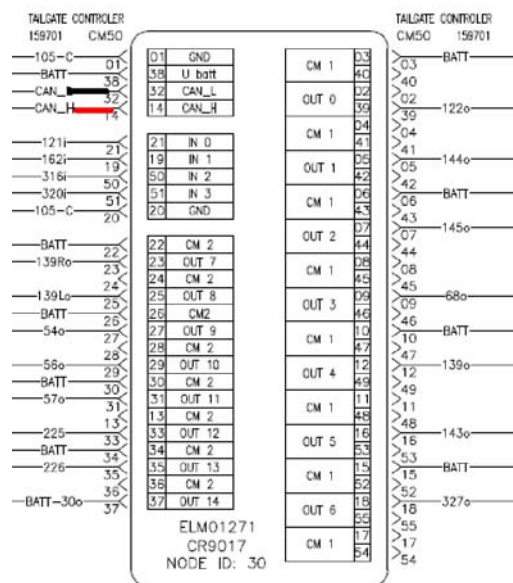 TAILGATE CONTROLER TAILGATE CONTROLER
159701 CM50 CM50 159701
105-C 01 01 GND
BATT 38 38 U batt
CAN_L 32 32 CAN_L
CAN_H 14 14 CAN_H
121i 21 21 IN 0
162i 19 19 IN 1
316i 50 50 IN 2
320i 51 51 IN 3
105-C 20 20 GND
BATT 22 22 CM 2
139Ro 23 23 OUT 7
24 24 CM 2
139Lo 25 25 OUT 8
BATT 26 26 CM2
54o 27 27 OUT 9
28 28 CM 2
56o 29 29 OUT 10
BATT 30 30 CM 2
57o 31 31 OUT 11
13 13 CM 2
225 33 33 OUT 12
BATT 34 34 CM 2
226 35 35 OUT 13
36 36 CM 2
BATT-30o 37 37 OUT 14
CM 1 03 03 BATT
40 40
OUT 0 02 02
39 39 122o
CM 1 04 04
41 41
OUT 1 05 05 144o
42 42
CM 1 06 06 BATT
43 43
OUT 2 07 07 145o
44 44
CM 1 08 08
45 45
OUT 3 09 09 68o
46 46
CM 1 10 10 BATT
47 47
OUT 4 12 12 139o
49 49
CM 1 11 11
48 48
OUT 5 16 16 143o
53 53
CM 1 15 15 BATT
52 52
OUT 6 18 18 327o
55 55
CM 1 17 17
54 54
ELM01271
CR9017
NODE ID: 30